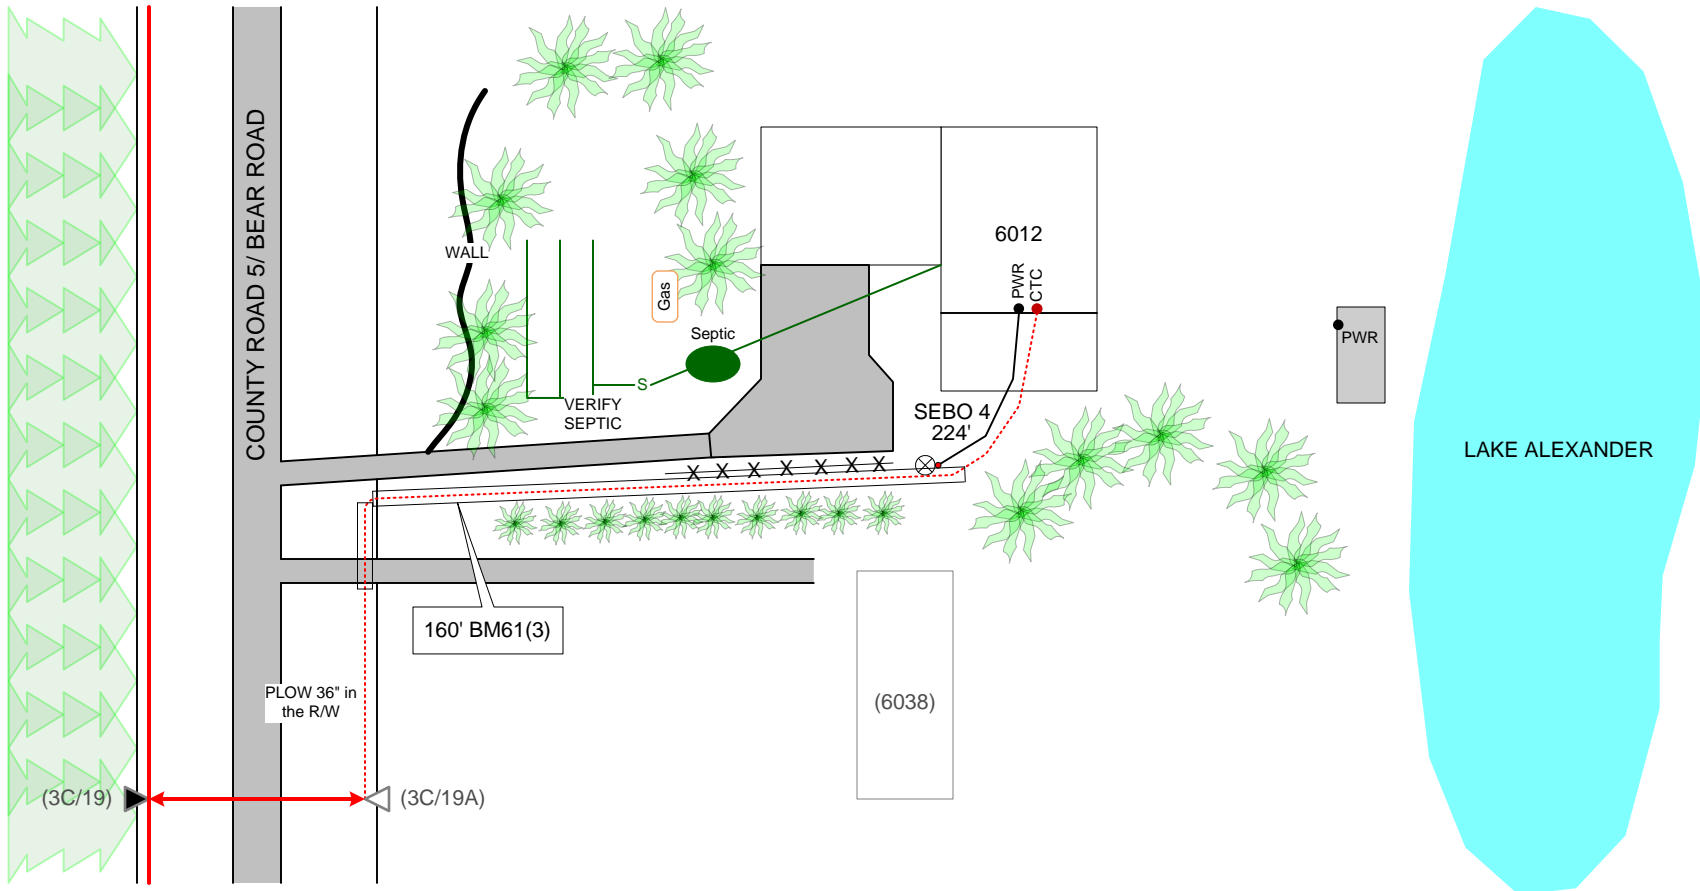 COUNTY ROAD 5/ BEAR ROAD
WALL
Gas
Septic
S
VERIFY
SEPTIC
6012
PWR
CTC
SEBO 4
224'
X X X X X X X
PWR
LAKE ALEXANDER
160' BM61(3)
PLOW 36" in
the R/W
(6038)
(3C/19)
(3C/19A)